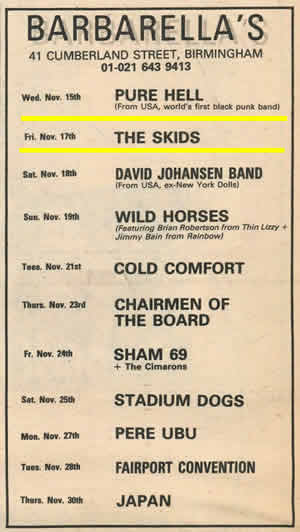 BARBARELLA'S
41 CUMBERLAND STREET, BIRMINGHAM
01-021 643 9413
Wed. Nov. 15th PURE HELL
(From USA, world's first black punk band)
Fri. Nov. 17th THE SKIDS
Sat. Nov. 18th DAVID JOHANSEN BAND
(From USA, ex-New York Dolls)
Sun. Nov. 19th WILD HORSES
(Featuring Brian Robertson from Thin Lizzy +
Jimmy Bain from Rainbow)
Tues. Nov. 21st COLD COMFORT
Thurs. Nov. 23rd CHAIRMEN OF
THE BOARD
Fr. Nov. 24th SHAM 69
+ The Cimarons
Sat. Nov. 25th STADIUM DOGS
Mon. Nov. 27th PERE UBU
Tues. Nov. 28th FAIRPORT CONVENTION
Thurs. Nov. 30th JAPAN